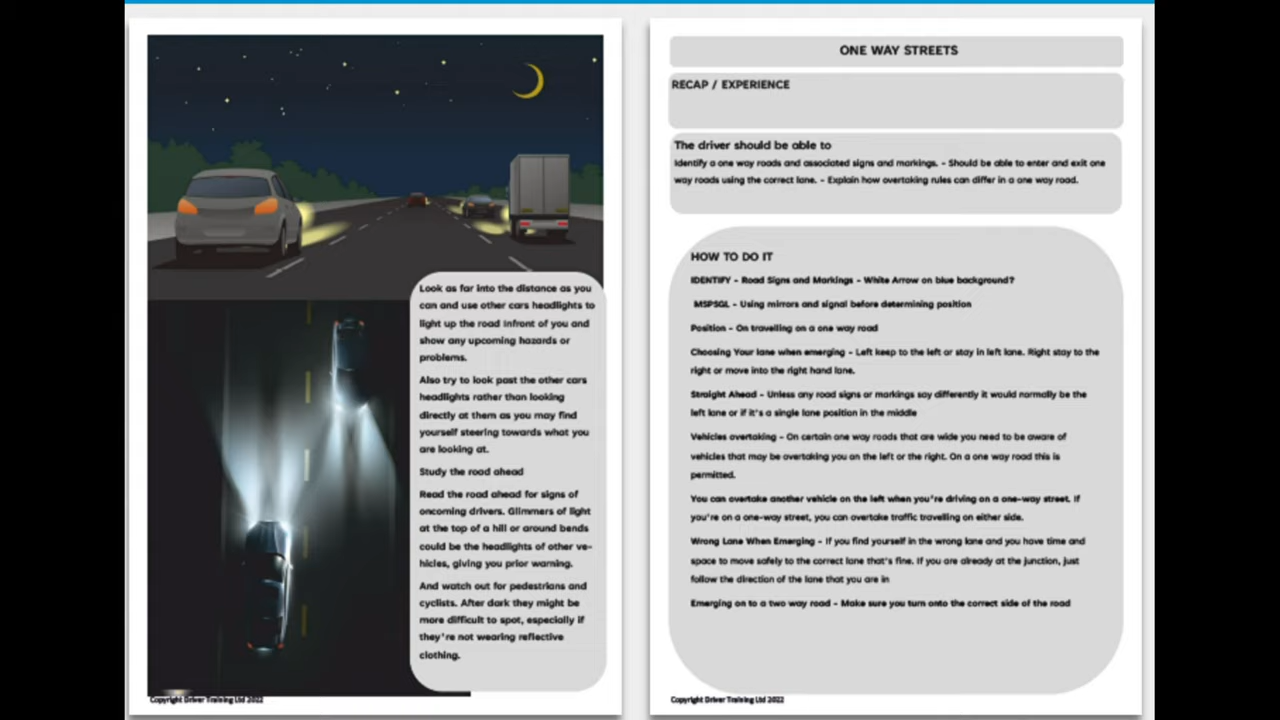 Look as far into the distance as you
can and use other cars headlights to
light up the road infront of you and
show any upcoming hazards or
problems.
Also try to look past the other cars
headlights rather than looking
directly at them as you may find
yourself steering towards what you
are looking at.
Study the road ahead
Read the road ahead for signs of
oncoming drivers. Glimmers of light
at the top of a hill or around bends
could be the headlights of other ve-
hicles, giving you prior warning.
And watch out for pedestrians and
cyclists. After dark they might be
more difficult to spot, especially if
they're not wearing reflective
clothing.
Copyright Driver Training Ltd 2022
ONE WAY STREETS
RECAP / EXPERIENCE
The driver should be able to
Identify a one way roads and associated signs and markings. - Should be able to enter and exit one
way roads using the correct lane. - Explain how overtaking rules can differ in a one way road.
HOW TO DO IT
IDENTIFY - Road Signs and Markings - White Arrow on blue background?
MSPSGL - Using mirrors and signal before determining position
Position - On travelling on a one way road
Choosing Your lane when emerging - Left keep to the left or stay in left lane. Right stay to the
right or move into the right hand lane.
Straight Ahead - Unless any road signs or markings say differently it would normally be the
left lane or if it's a single lane position in the middle
Vehicles overtaking - On certain one way roads that are wide you need to be aware of
vehicles that may be overtaking you on the left or the right. On a one way road this is
permitted.
You can overtake another vehicle on the left when you're driving on a one-way street. If
you're on a one-way street, you can overtake traffic travelling on either side.
Wrong Lane When Emerging - If you find yourself in the wrong lane and you have time and
space to move safely to the correct lane that's fine. If you are already at the junction, just
follow the direction of the lane that you are in
Emerging on to a two way road - Make sure you turn onto the correct side of the road
Copyright Driver Training Ltd 2022